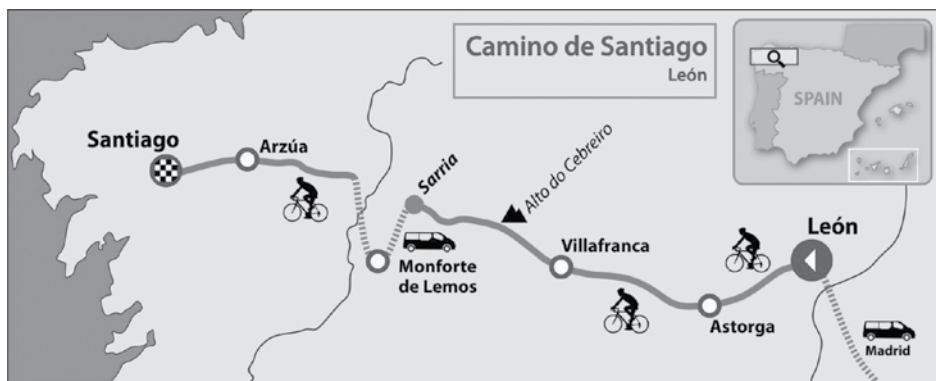 Camino de Santiago
León
SPAIN
Santiago
Arzúa
Sarria
Alto do Cebreiro
León
Villafranca
Monforte
de Lemos
Astorga
Madrid